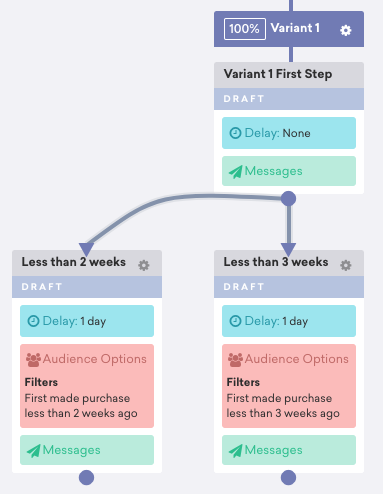 100% Variant 1
Variant 1 First Step
DRAFT
Delay: None
Messages
Less than 2 weeks
DRAFT
Delay: 1 day
Audience Options
Filters
First made purchase
less than 2 weeks ago
Messages
Less than 3 weeks
DRAFT
Delay: 1 day
Audience Options
Filters
First made purchase
less than 3 weeks ago
Messages